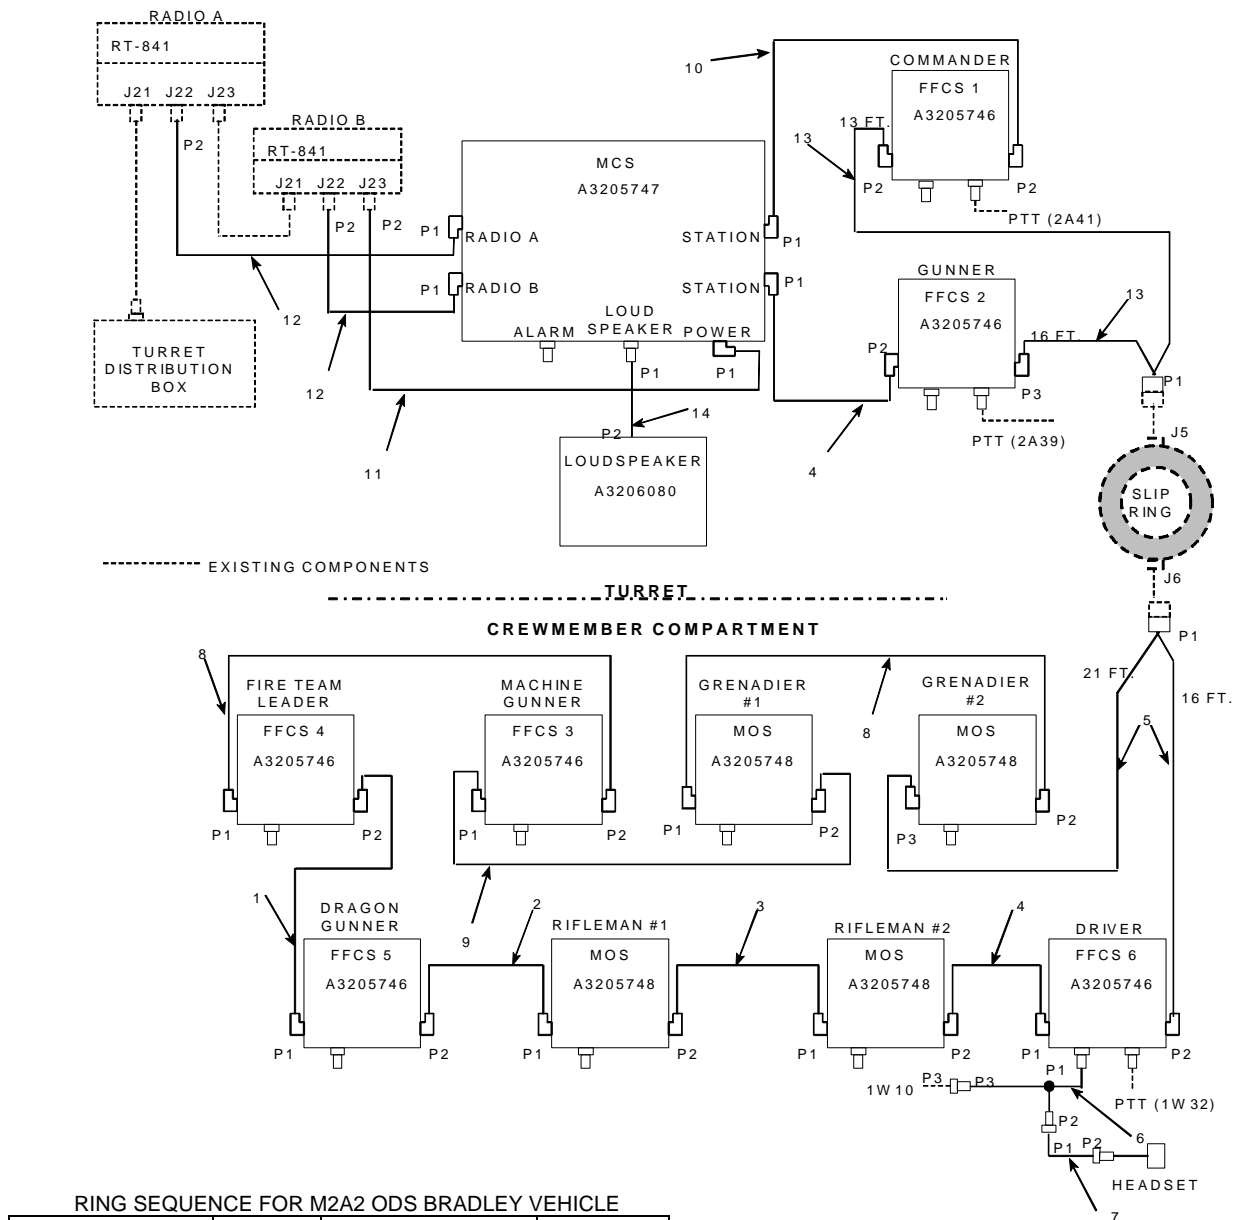 RADIO A
RT-841
J21 J22 J23
P2
RADIO B
RT-841
J21 J22 J23
P2 P2
TURRET
DISTRIBUTION
BOX
12
12
11
MCS
A3205747
P1 RADIO A
P1 RADIO B
STATION P1
STATION P1
ALARM
LOUD
SPEAKER
POWER
P1
P1
14
P2
LOUDSPEAKER
A3206080
10
COMMANDER
FFCS 1
A3205746
13 FT.
13
P2
P2
PTT (2A41)
GUNNER
FFCS 2
A3205746
P2
16 FT.
13
P3
PTT (2A39)
4
P1
J5
SLIP
RING
J6
P1
EXISTING COMPONENTS
TURRET
CREWMEMBER COMPARTMENT
8
FIRE TEAM
LEADER
FFCS 4
A3205746
P1
P2
MACHINE
GUNNER
FFCS 3
A3205746
P1
P2
GRENADIER
#1
MOS
A3205748
P1
P2
8
GRENADIER
#2
MOS
A3205748
P3
P2
21 FT.
16 FT.
5
1
9
DRAGON
GUNNER
FFCS 5
A3205746
P1
P2
2
RIFLEMAN #1
MOS
A3205748
P1
P2
3
RIFLEMAN #2
MOS
A3205748
P1
P2
4
DRIVER
FFCS 6
A3205746
P1
P2
P1
1W10
P3
P3
PTT (1W32)
P2
6
P1 P2
HEADSET
7
RING SEQUENCE FOR M2A2 ODS BRADLEY VEHICLE